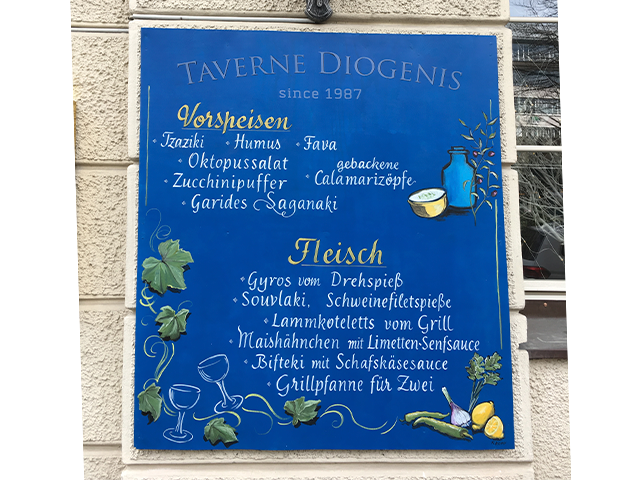 TAVERNE DIOGENIS
since 1987
Vorspeisen
Tzaziki Humus Fava
Oktopussalat gebackene
Zucchinipuffer Calamarizöpfe
Garides Saganaki
Fleisch
Gyros vom Drehspieß
Souvlaki, Schweinefiletspieße
Lammkoteletts vom Grill
Maishähnchen mit Limetten-Senfsauce
Bifteki mit Schafskäsesauce
Grillpfanne für Zwei